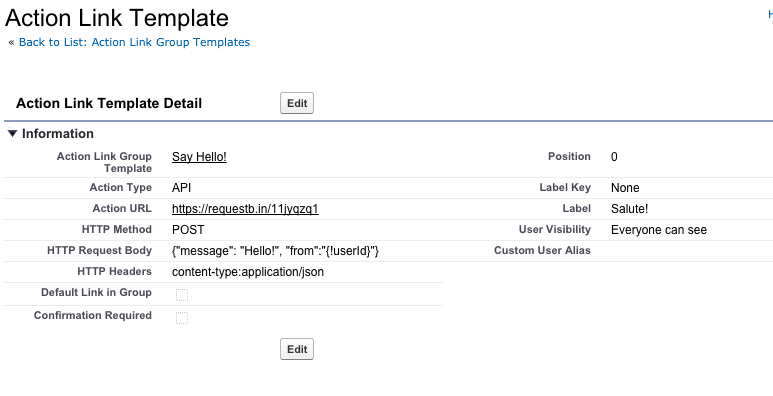 Action Link Template
« Back to List: Action Link Group Templates
Action Link Template Detail Edit
Information
Action Link Group Template Say Hello! Position 0
Action Type API Label Key None
Action URL https://requestb.in/11jyqzq1 Label Salute!
HTTP Method POST User Visibility Everyone can see
HTTP Request Body {"message": "Hello!", "from":"{!userId}"} Custom User Alias
HTTP Headers content-type:application/json
Default Link in Group
Confirmation Required
Edit